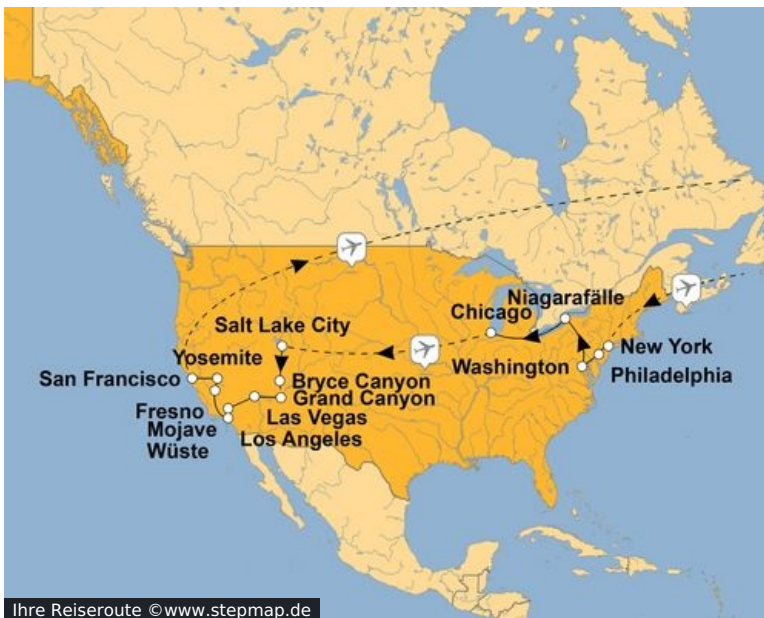 Niagarafälle
Chicago
Salt Lake City
New York
Yosemite
Washington
Philadelphia
San Francisco
Bryce Canyon
Grand Canyon
Fresno
Las Vegas
Mojave
Wüste
Los Angeles
Ihre Reiseroute ©www.stepmap.de